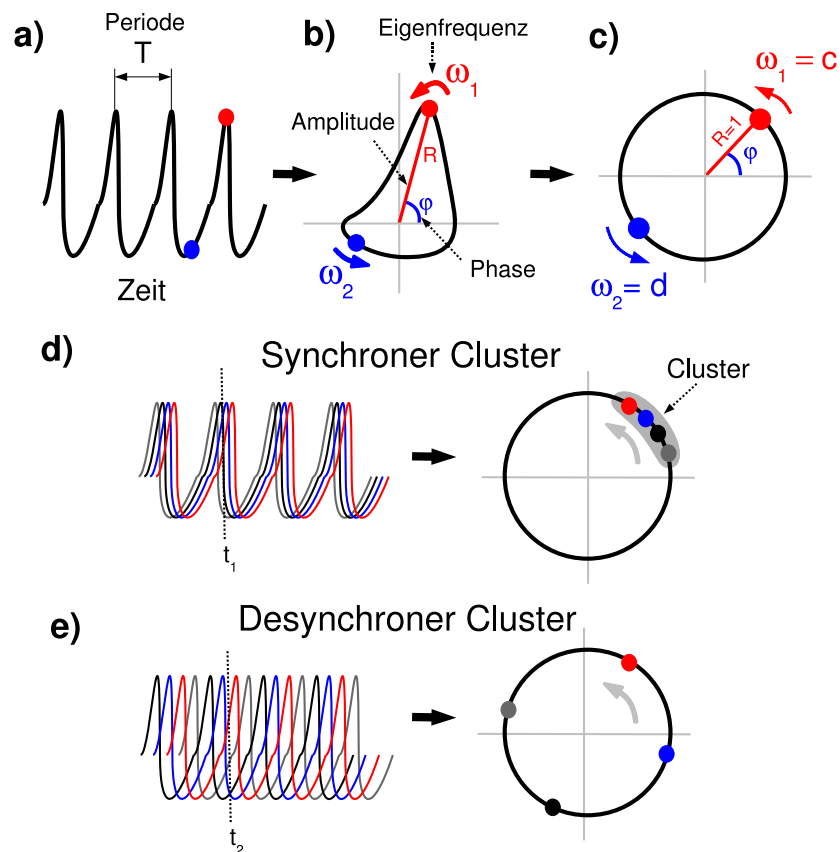 a)
Periode
T
Zeit
b)
Eigenfrequenz
ω1
Amplitude
R
φ
ω2
Phase
c)
ω1 = c
R=1
φ
ω2 = d
d)
Synchroner Cluster
Cluster
t1
e)
Desynchroner Cluster
t2